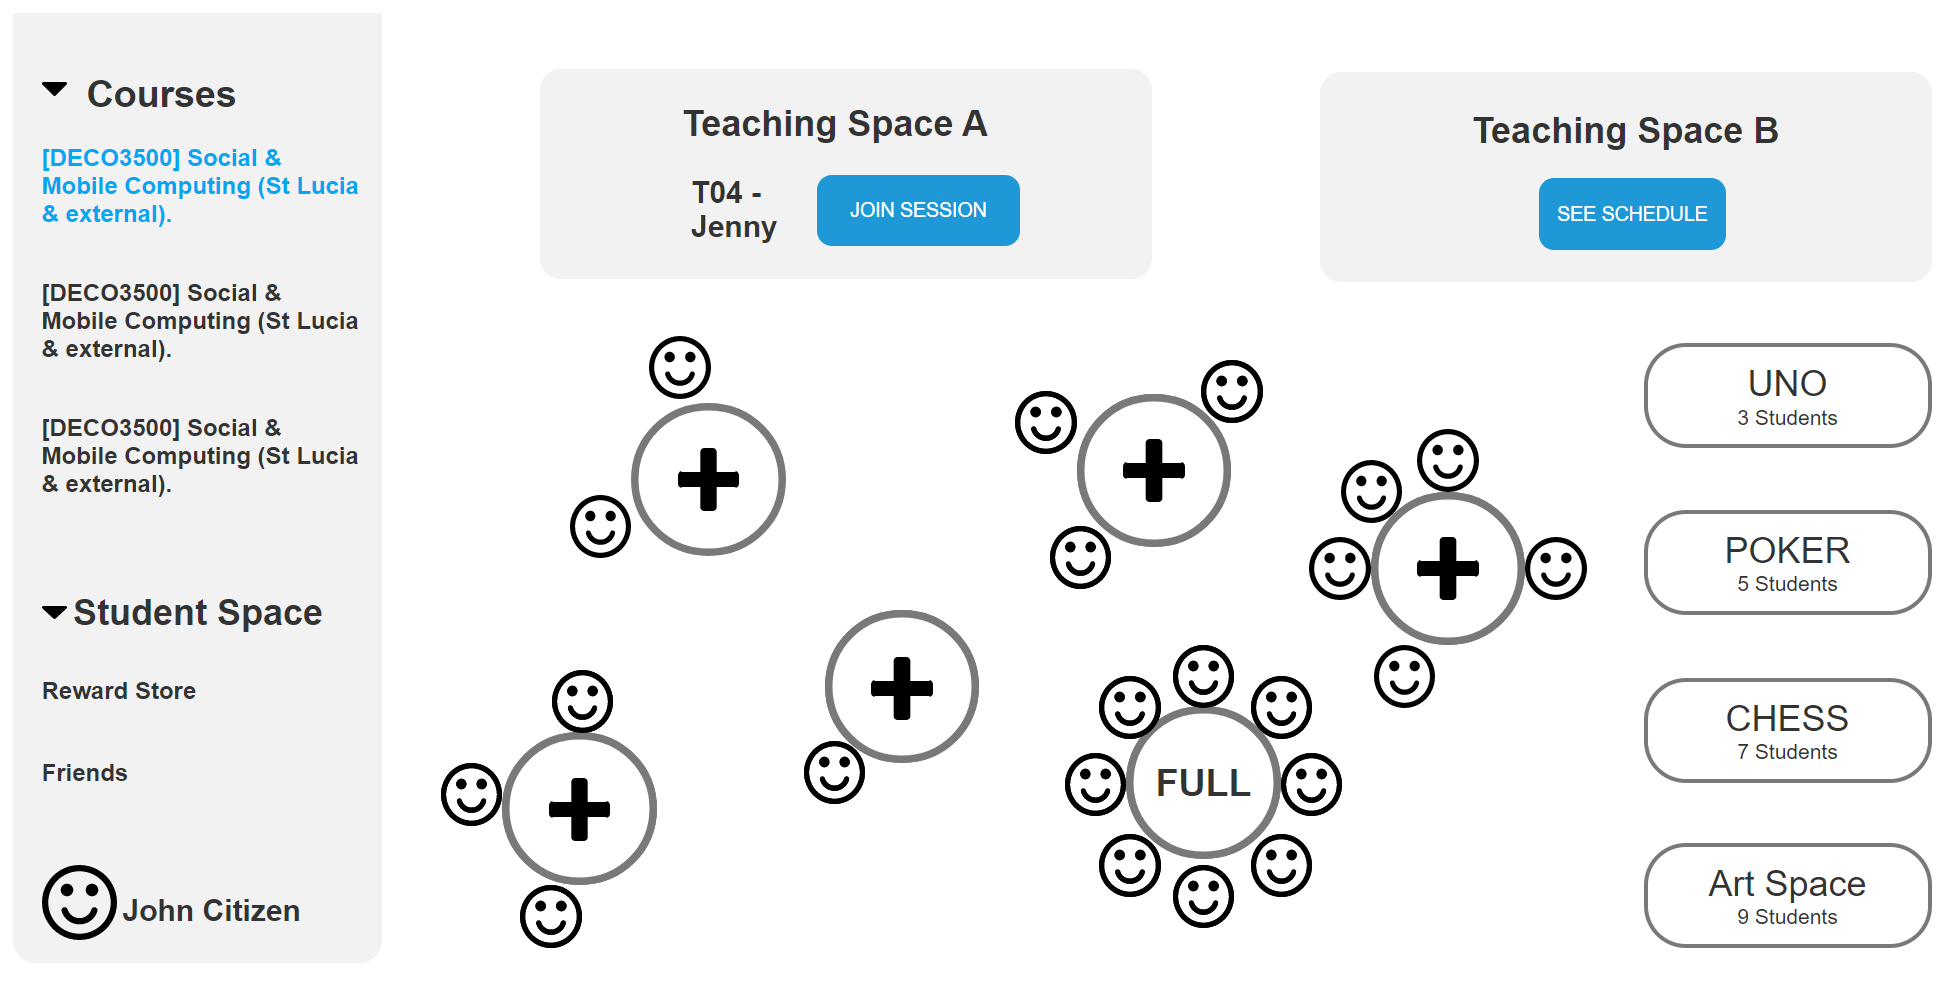 Courses
[DECO3500] Social &
Mobile Computing (St Lucia
& external).
[DECO3500] Social &
Mobile Computing (St Lucia
& external).
[DECO3500] Social &
Mobile Computing (St Lucia
& external).
Student Space
Reward Store
Friends
John Citizen
Teaching Space A
T04 -
Jenny
JOIN SESSION
Teaching Space B
SEE SCHEDULE
FULL
UNO
3 Students
POKER
5 Students
CHESS
7 Students
Art Space
9 Students